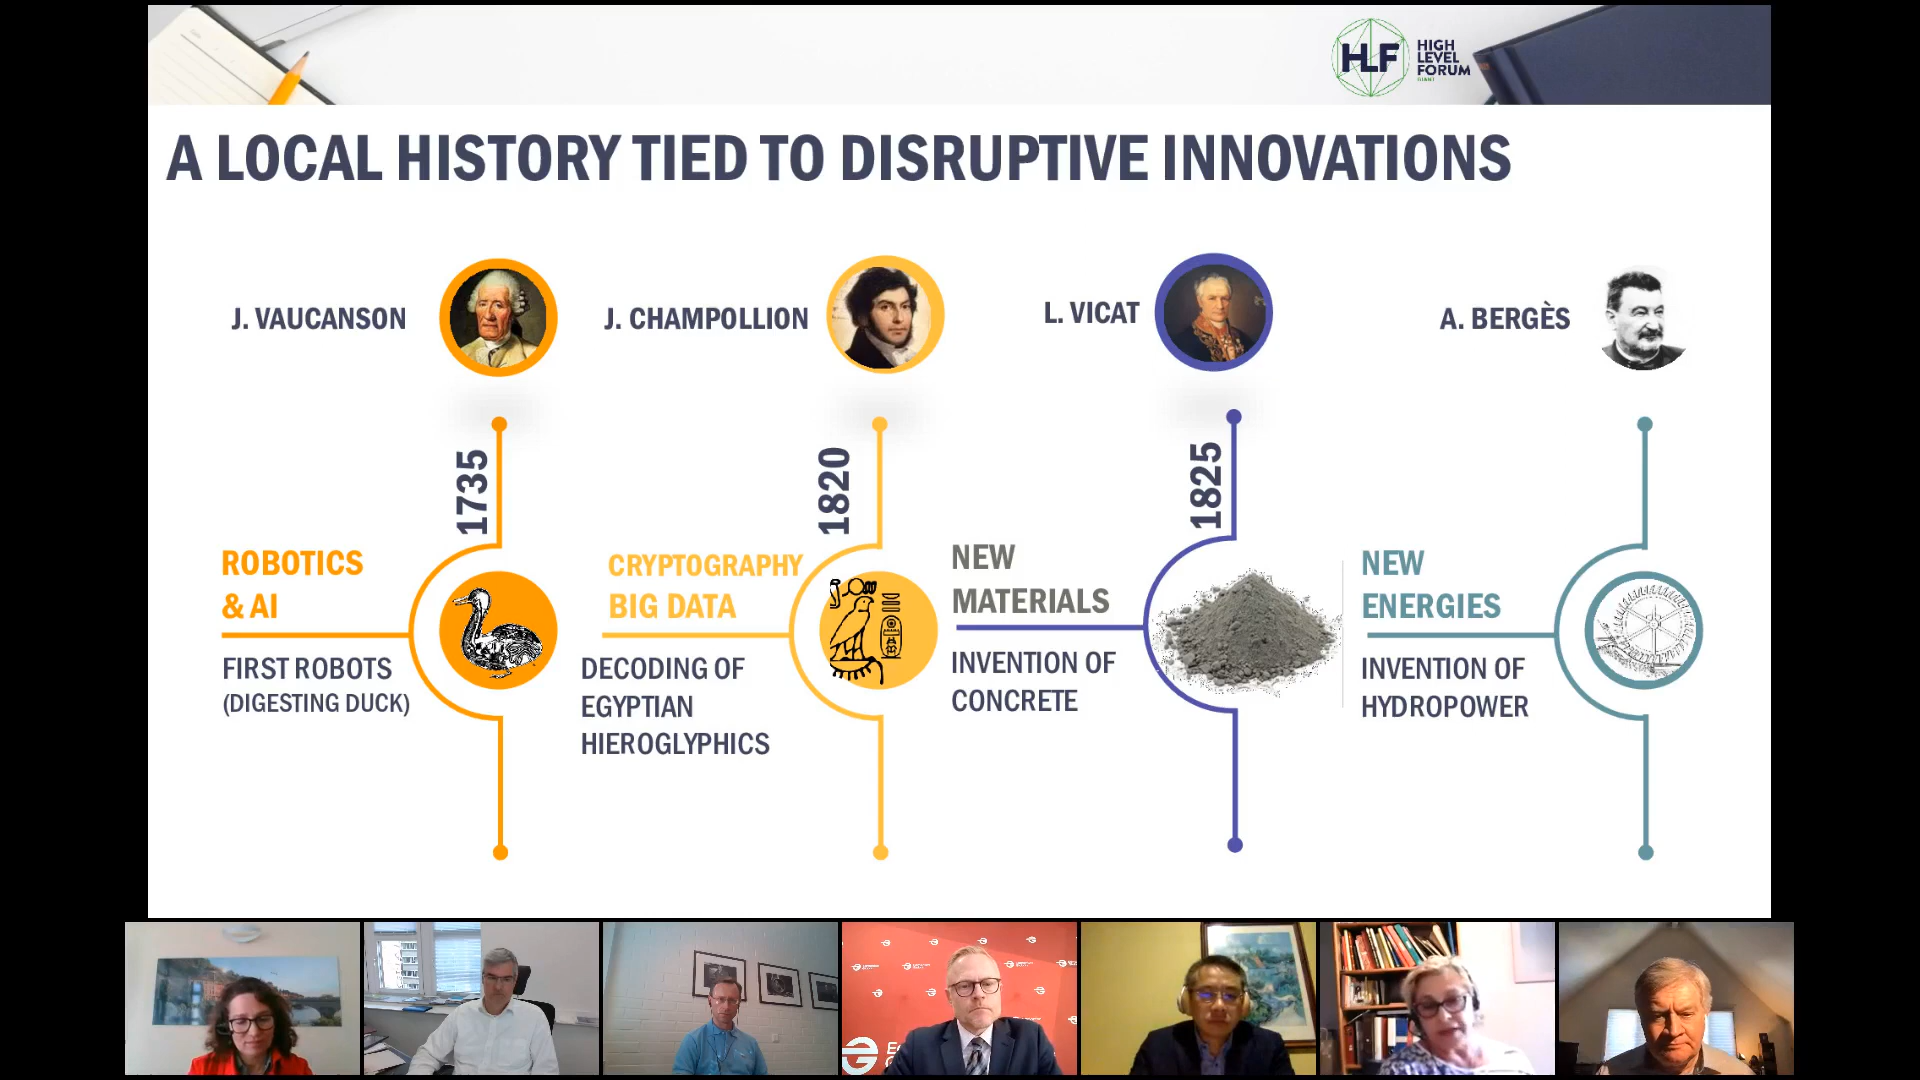 HLF
HIGH
LEVEL
FORUM
GIANT
A LOCAL HISTORY TIED TO DISRUPTIVE INNOVATIONS
J. VAUCANSON
J. CHAMPOLLION
L. VICAT
A. BERGÈS
1735
1820
1825
ROBOTICS
& AI
FIRST ROBOTS
(DIGESTING DUCK)
CRYPTOGRAPHY
BIG DATA
DECODING OF
EGYPTIAN
HIEROGLYPHICS
NEW
MATERIALS
INVENTION OF
CONCRETE
NEW
ENERGIES
INVENTION OF
HYDROPOWER